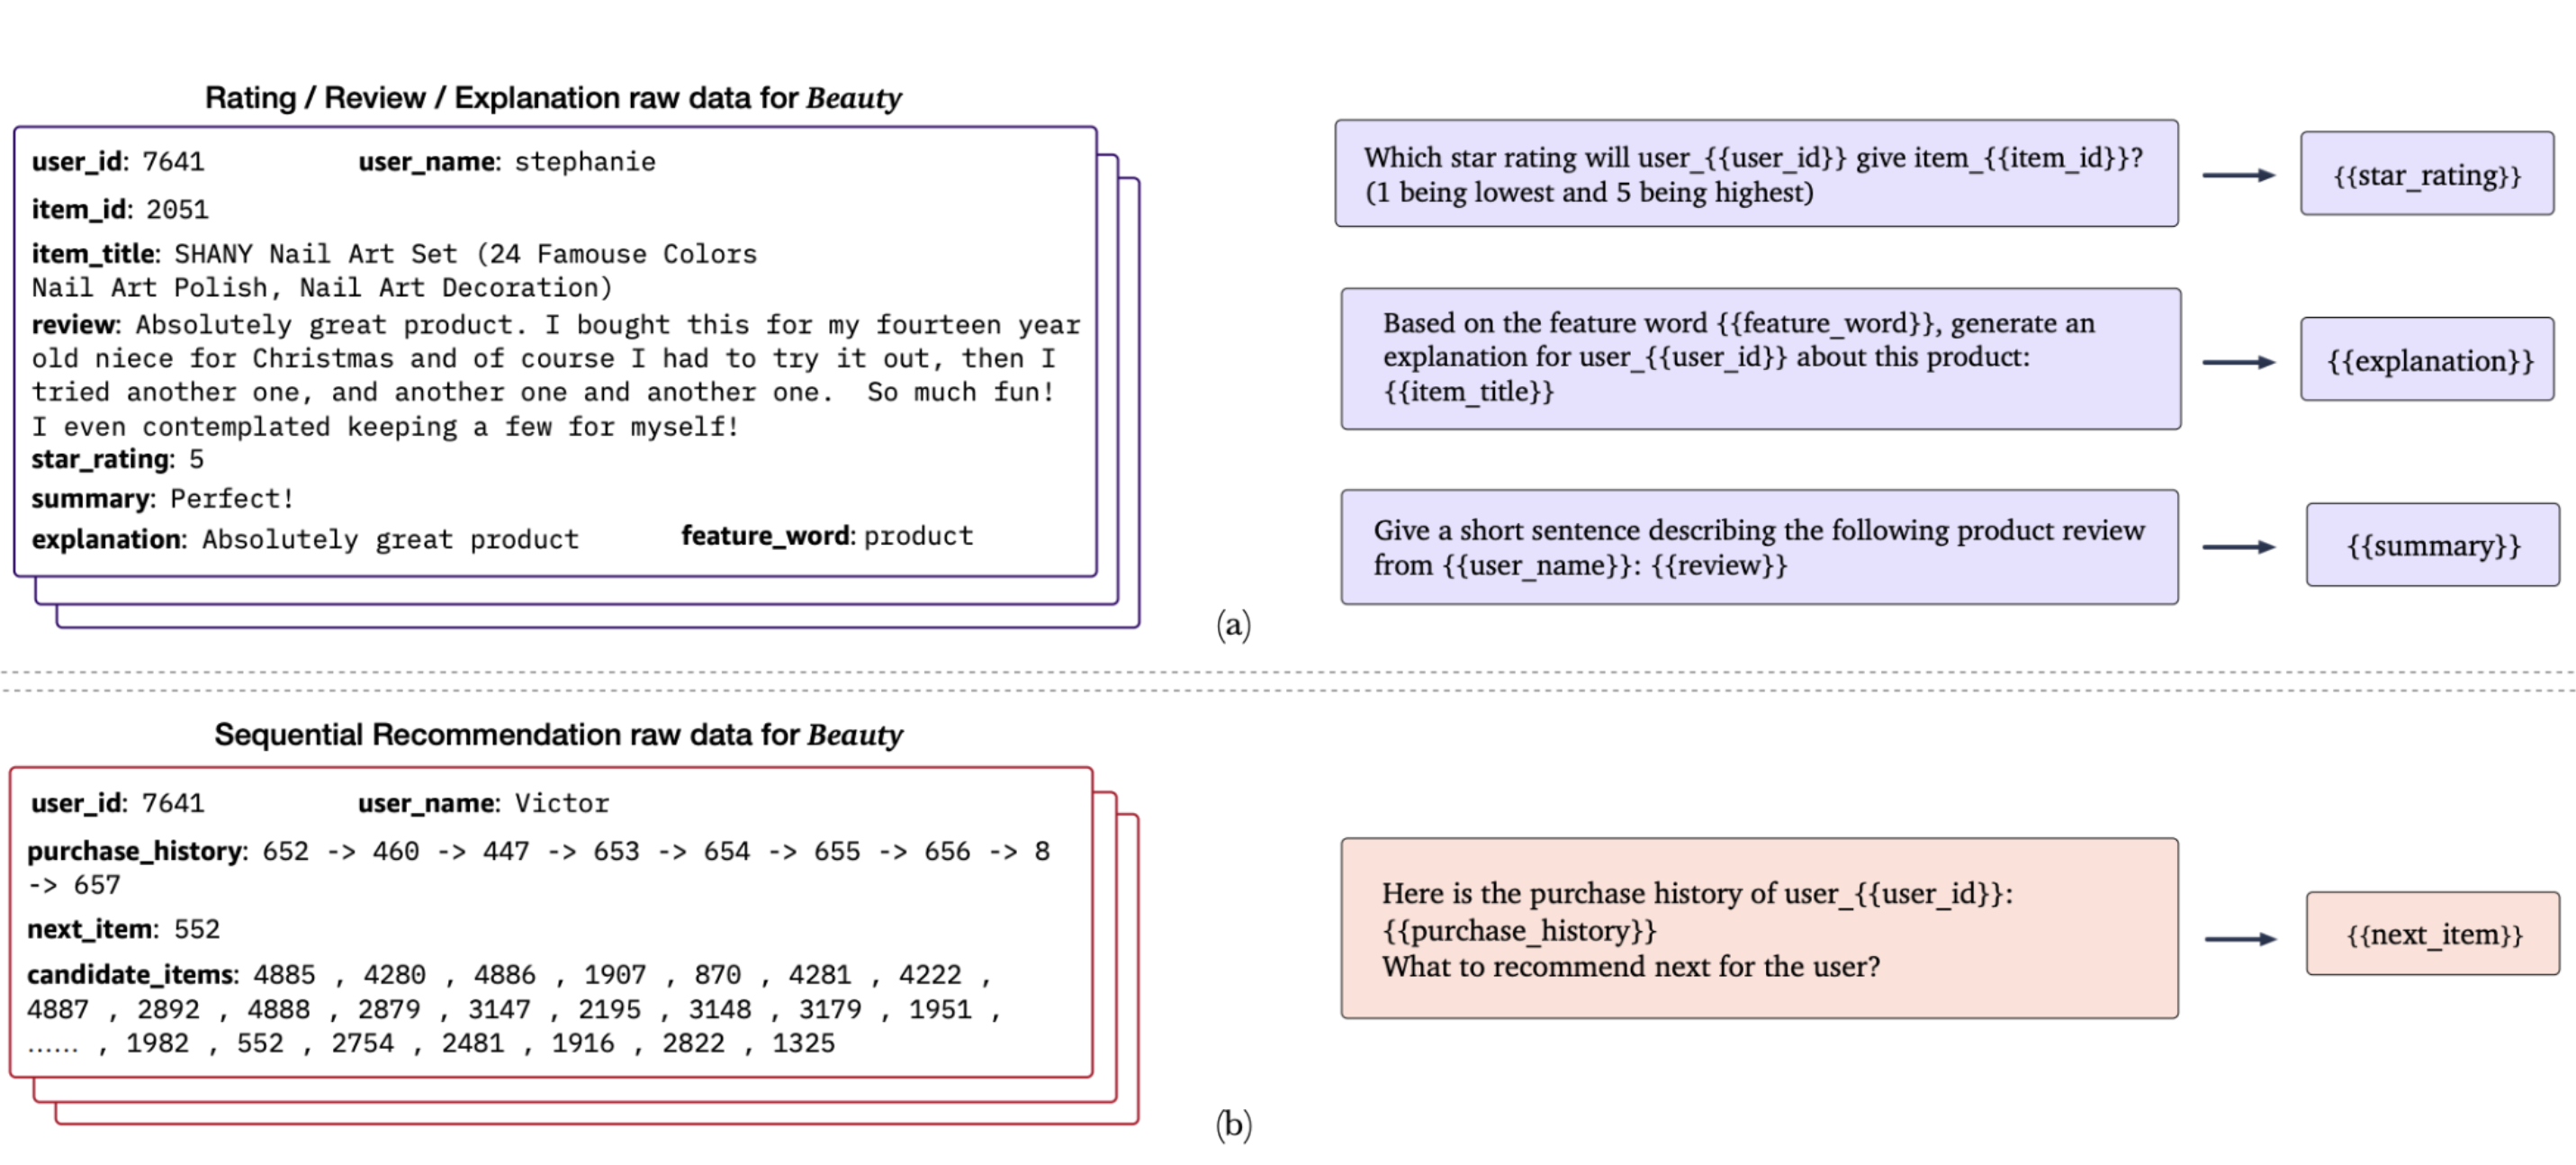 Rating / Review / Explanation raw data for Beauty
user_id: 7641 user_name: stephanie
item_id: 2051
item_title: SHANY Nail Art Set (24 Famouse Colors
Nail Art Polish, Nail Art Decoration)
review: Absolutely great product. I bought this for my fourteen year
old niece for Christmas and of course I had to try it out, then I
tried another one, and another one and another one. So much fun!
I even contemplated keeping a few for myself!
star_rating: 5
summary: Perfect!
explanation: Absolutely great product feature_word: product
Which star rating will user_{{user_id}} give item_{{item_id}}?
(1 being lowest and 5 being highest)
{{star_rating}}
Based on the feature word {{feature_word}}, generate an
explanation for user_{{user_id}} about this product:
{{item_title}}
{{explanation}}
Give a short sentence describing the following product review
from {{user_name}}: {{review}}
{{summary}}
(a)
Sequential Recommendation raw data for Beauty
user_id: 7641 user_name: Victor
purchase_history: 652 -> 460 -> 447 -> 653 -> 654 -> 655 -> 656 -> 8
-> 657
next_item: 552
candidate_items: 4885 , 4280 , 4886 , 1907 , 870 , 4281 , 4222 ,
4887 , 2892 , 4888 , 2879 , 3147 , 2195 , 3148 , 3179 , 1951 ,
...... , 1982 , 552 , 2754 , 2481 , 1916 , 2822 , 1325
Here is the purchase history of user_{{user_id}}:
{{purchase_history}}
What to recommend next for the user?
{{next_item}}
(b)